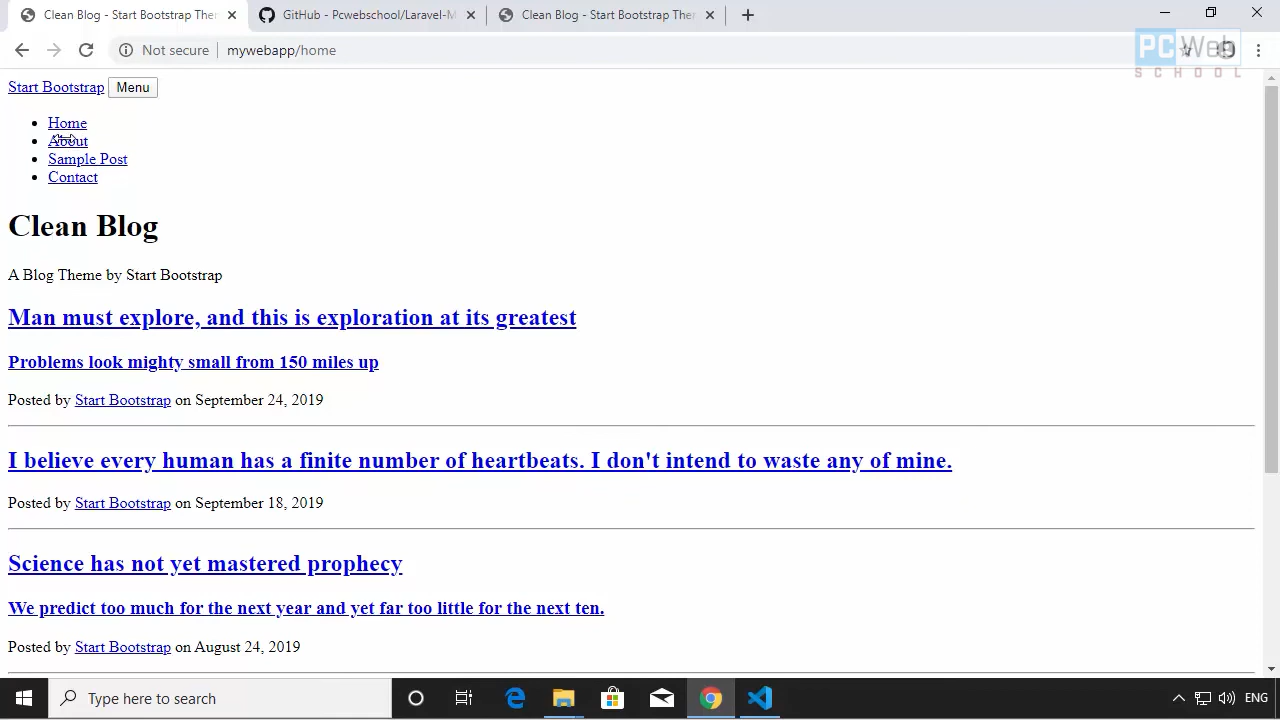 Clean Blog - Start Bootstrap Ther
GitHub - Pcwebschool/Laravel-M
Clean Blog - Start Bootstrap Ther
Not secure
mywebapp/home
PC Web
SCHOOL
Start Bootstrap Menu
Home
About
Sample Post
Contact
Clean Blog
A Blog Theme by Start Bootstrap
Man must explore, and this is exploration at its greatest
Problems look mighty small from 150 miles up
Posted by Start Bootstrap on September 24, 2019
I believe every human has a finite number of heartbeats. I don't intend to waste any of mine.
Posted by Start Bootstrap on September 18, 2019
Science has not yet mastered prophecy
We predict too much for the next year and yet far too little for the next ten.
Posted by Start Bootstrap on August 24, 2019
Type here to search
ENG